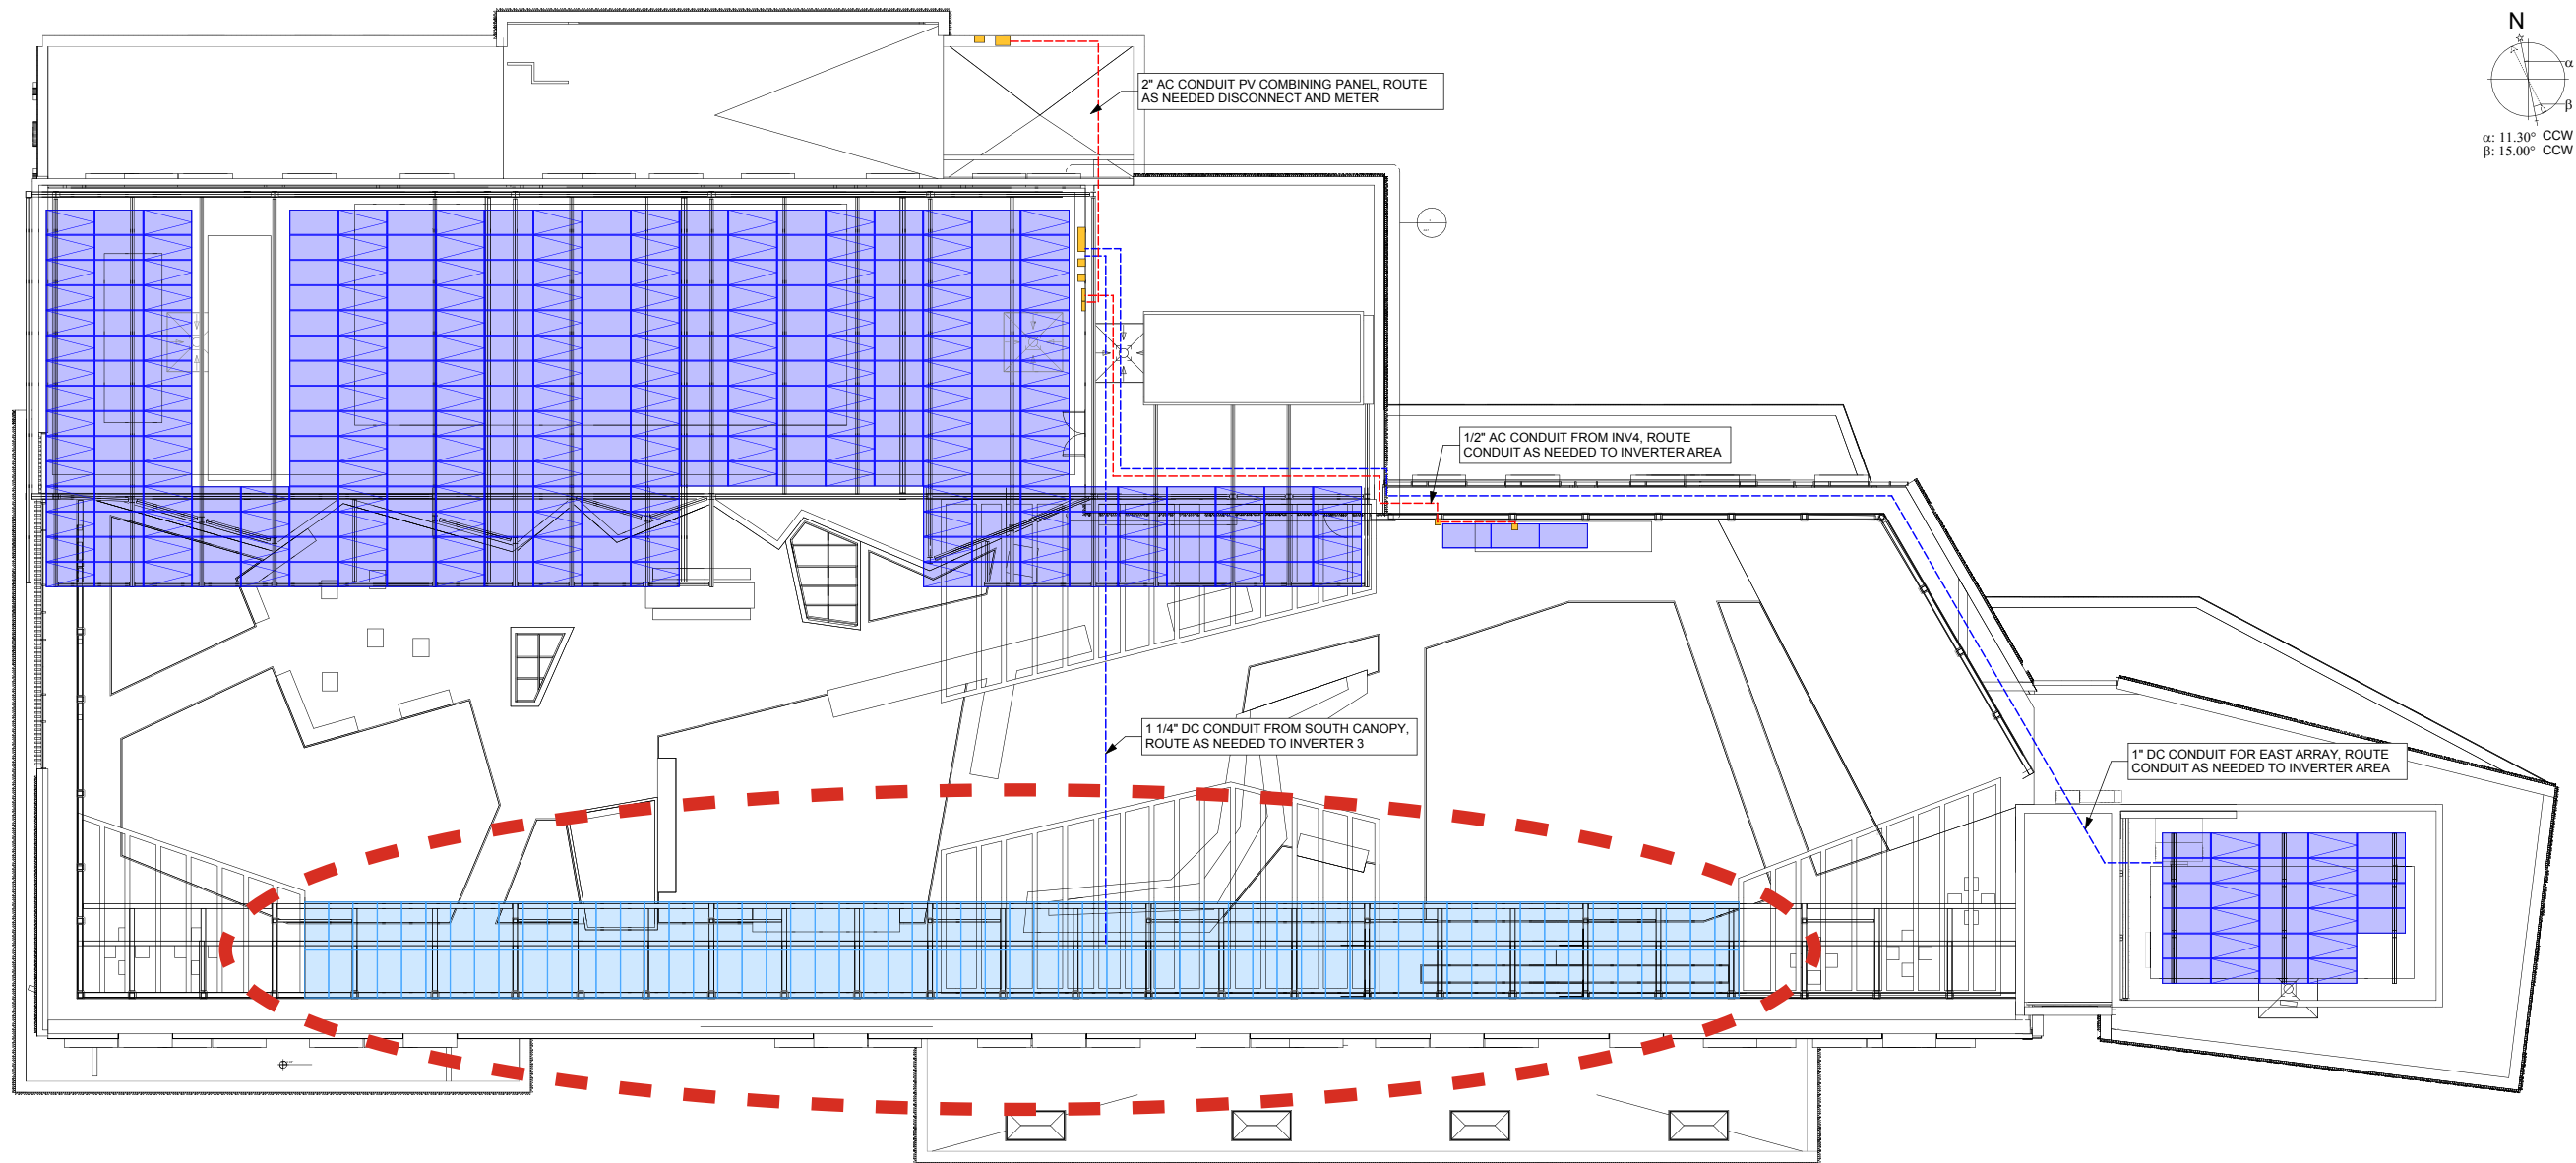 N
α
β
α: 11.30° CCW
β: 15.00° CCW
2" AC CONDUIT PV COMBINING PANEL, ROUTE
AS NEEDED DISCONNECT AND METER
1/2" AC CONDUIT FROM INV4, ROUTE
CONDUIT AS NEEDED TO INVERTER AREA
1 1/4" DC CONDUIT FROM SOUTH CANOPY,
ROUTE AS NEEDED TO INVERTER 3
1" DC CONDUIT FOR EAST ARRAY, ROUTE
CONDUIT AS NEEDED TO INVERTER AREA